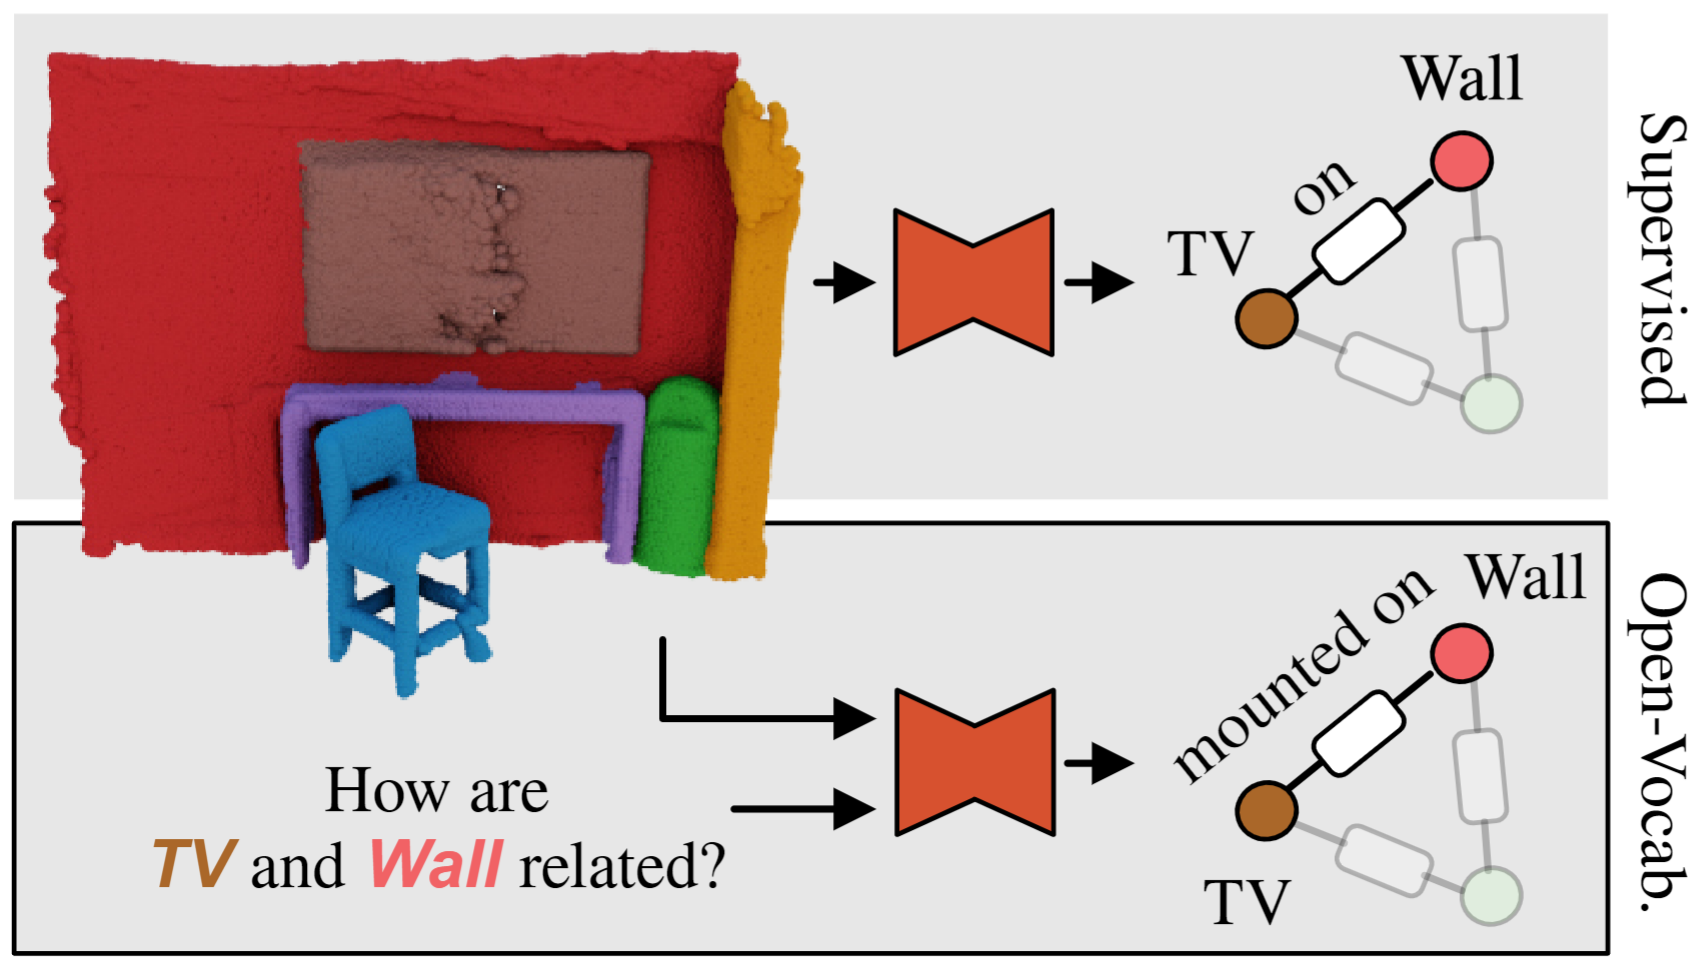 Wall
on
TV
Supervised
Wall
mounted on
TV
How are
TV and Wall related?
Open-Vocab.